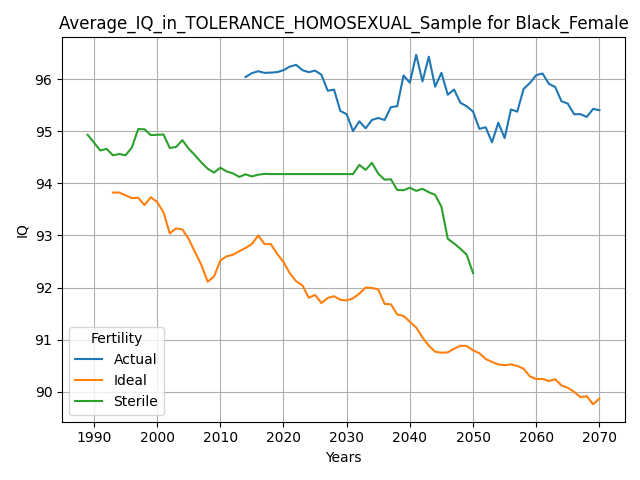 Average_IQ_in_TOLERANCE_HOMOSEXUAL_Sample for Black_Female
96
95
94
93
92
91
90
IQ
Fertility
Actual
Ideal
Sterile
1990 2000 2010 2020 2030 2040 2050 2060 2070
Years